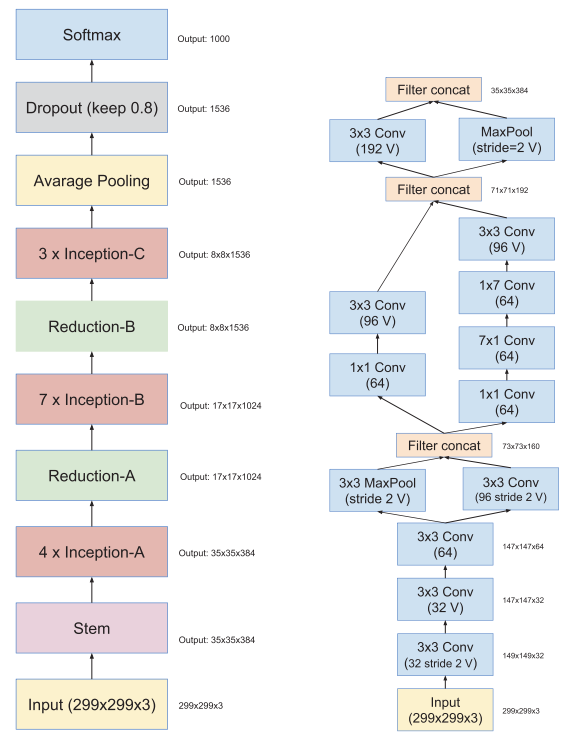 Softmax
Output: 1000
Dropout (keep 0.8)
Output: 1536
Avarage Pooling
Output: 1536
3 x Inception-C
Output: 8x8x1536
Reduction-B
Output: 8x8x1536
7 x Inception-B
Output: 17x17x1024
Reduction-A
Output: 17x17x1024
4 x Inception-A
Output: 35x35x384
Stem
Output: 35x35x384
Input (299x299x3)
299x299x3
Filter concat
35x35x384
3x3 Conv
(192 V)
MaxPool
(stride=2 V)
Filter concat
71x71x192
3x3 Conv
(96 V)
1x7 Conv
(64)
3x3 Conv
(96 V)
7x1 Conv
(64)
1x1 Conv
(64)
1x1 Conv
(64)
Filter concat
73x73x160
3x3 MaxPool
(stride 2 V)
3x3 Conv
(96 stride 2 V)
3x3 Conv
(64)
147x147x64
3x3 Conv
(32 V)
147x147x32
3x3 Conv
(32 stride 2 V)
149x149x32
Input
(299x299x3)
299x299x3